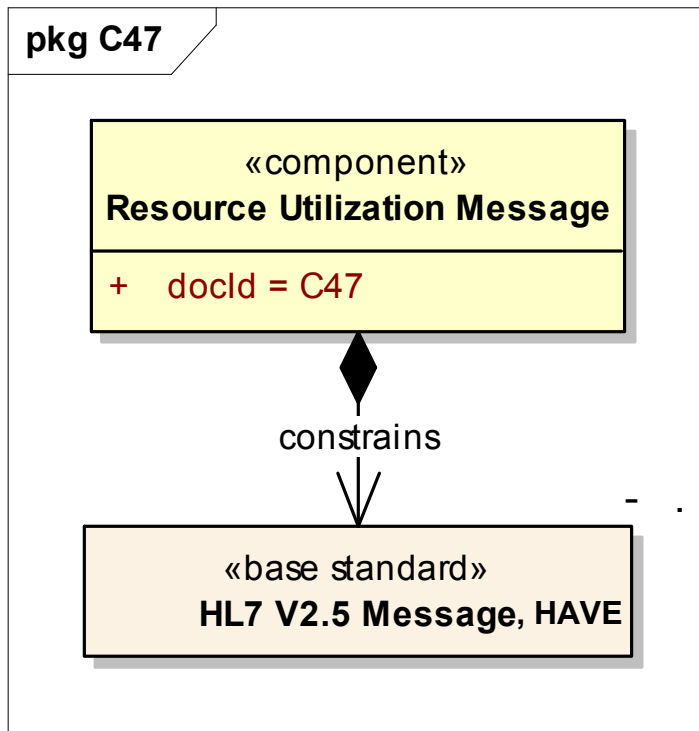 pkg C47
«component»
Resource Utilization Message
+ docId = C47
constrains
- .
«base standard»
HL7 V2.5 Message, HAVE